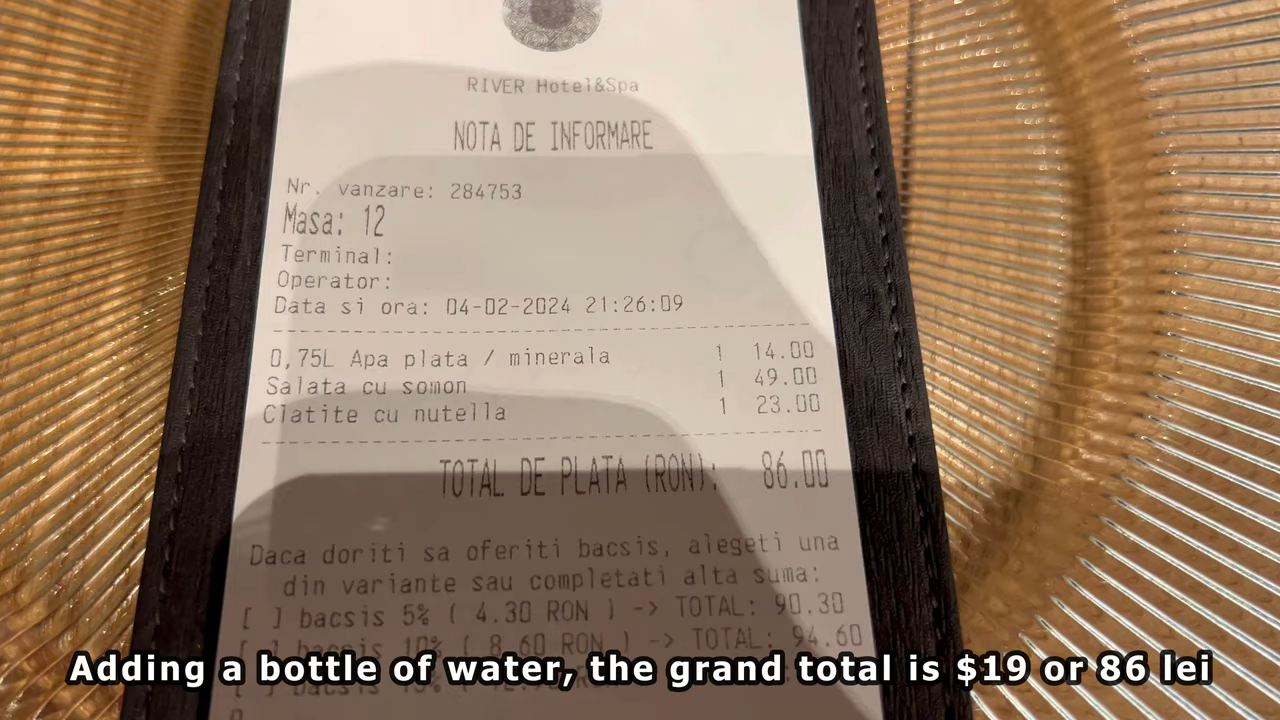 RIVER Hotel&Spa
NOTA DE INFORMARE
Nr. vanzare: 284753
Masa: 12
Terminal:
Operator:
Data si ora: 04-02-2024 21:26:09
0,75L Apa plata / minerala 1 14.00
Salata cu somon 1 49.00
Clatite cu nutella 1 23.00
TOTAL DE PLATA (RON): 86.00
Daca doriti sa oferiti bacsis, alegeti una
din variante sau completati alta suma:
[ ] bacsis 5% ( 4.30 RON ) -> TOTAL: 90.30
[ ] bacsis 10% ( 8.60 RON ) -> TOTAL: 94.60
Adding a bottle of water, the grand total is $19 or 86 lei